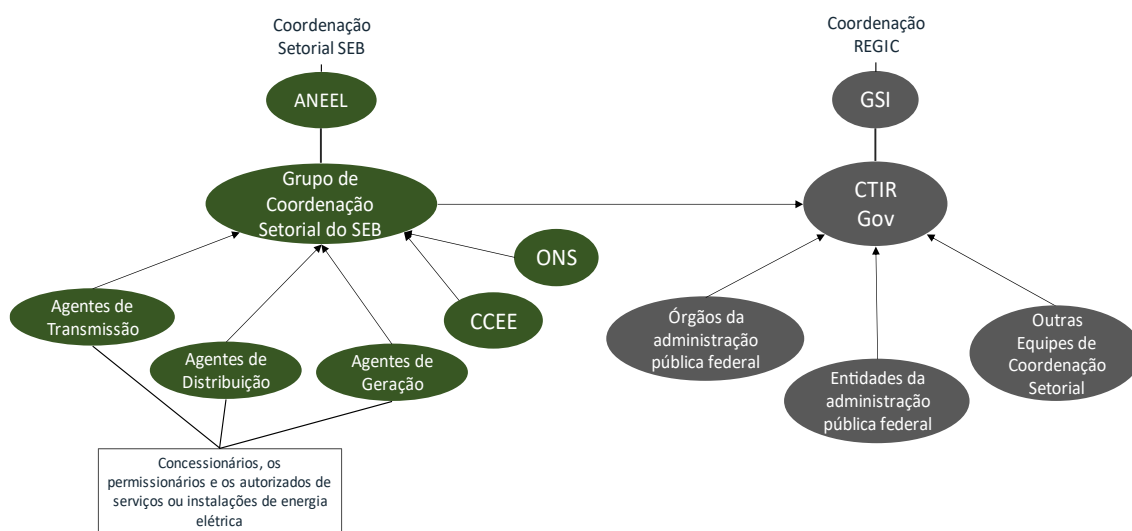 Coordenação
Setorial SEB
Coordenação
REGIC
ANEEL
GSI
Grupo de
Coordenação
Setorial do SEB
CTIR
Gov
ONS
CCEE
Agentes de
Transmissão
Agentes de
Distribuição
Agentes de
Geração
Órgãos da
administração
pública federal
Entidades da
administração
pública federal
Outras
Equipes de
Coordenação
Setorial
Concessionários, os
permissionários e os autorizados de
serviços ou instalações de energia
elétrica